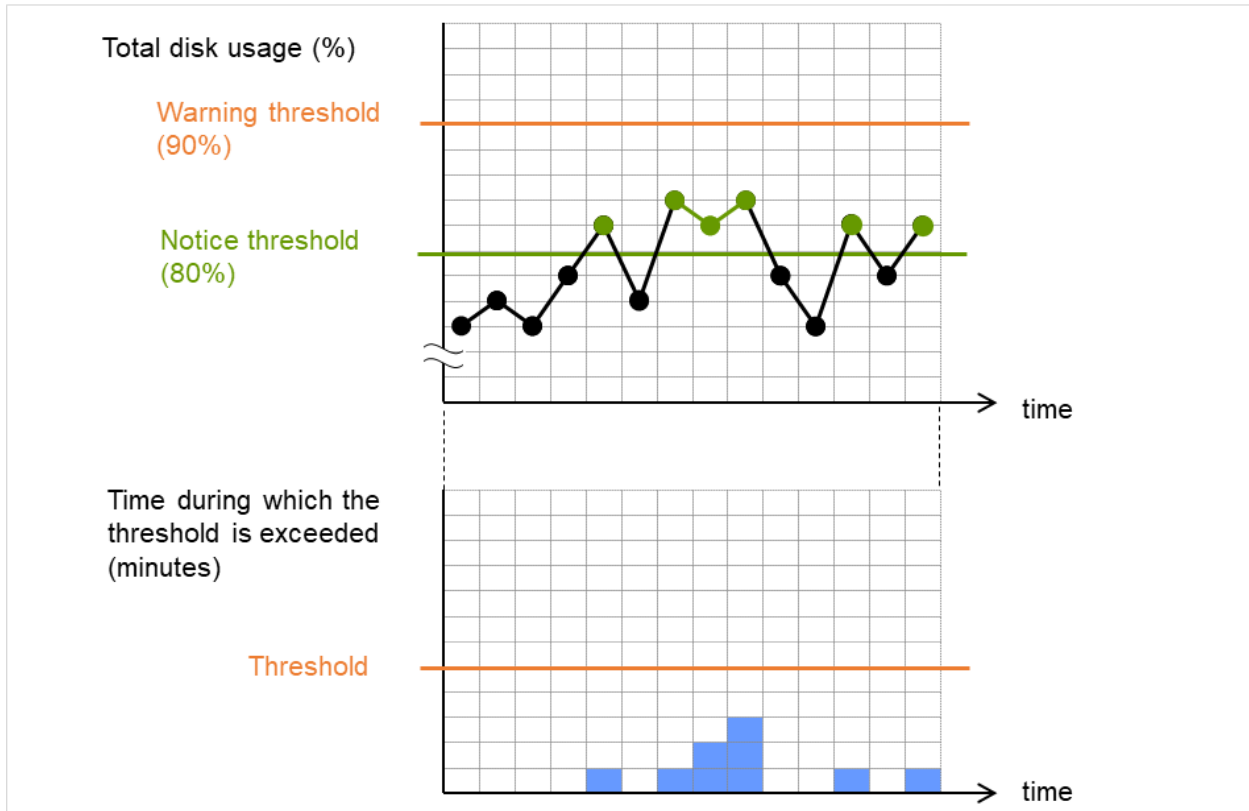 Total disk usage (%)
Warning threshold
(90%)
Notice threshold
(80%)
time
Time during which the
threshold is exceeded
(minutes)
Threshold
time